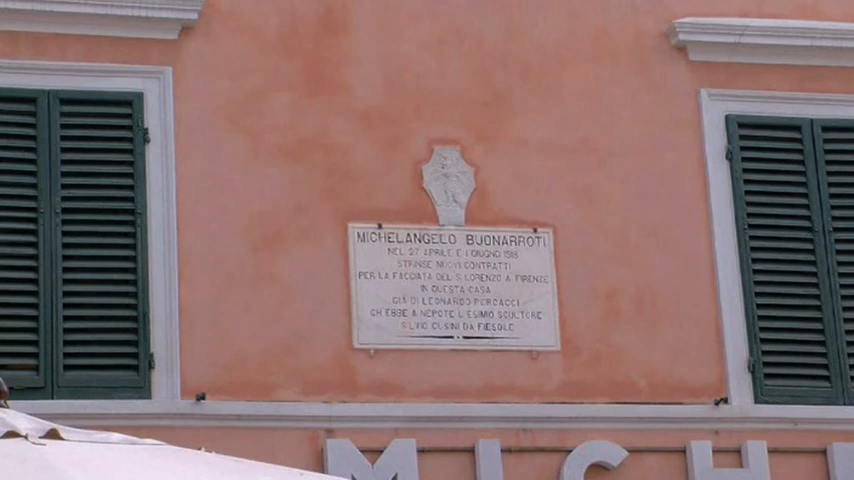 MICHELANGELO BUONARROTI
NEL 27 APRILE E 1 GIUGNO 1518
STRINSE NUOVI CONTRATTI
PER LA FACCIATA DEL S. LORENZO A FIRENZE
IN QUESTA CASA
GIÀ DI LEONARDO PERCACCI
CH'EBBE A NEPOTE L'ESIMIO SCULTORE
SILVIO COSINI DA FIESOLE
MICH